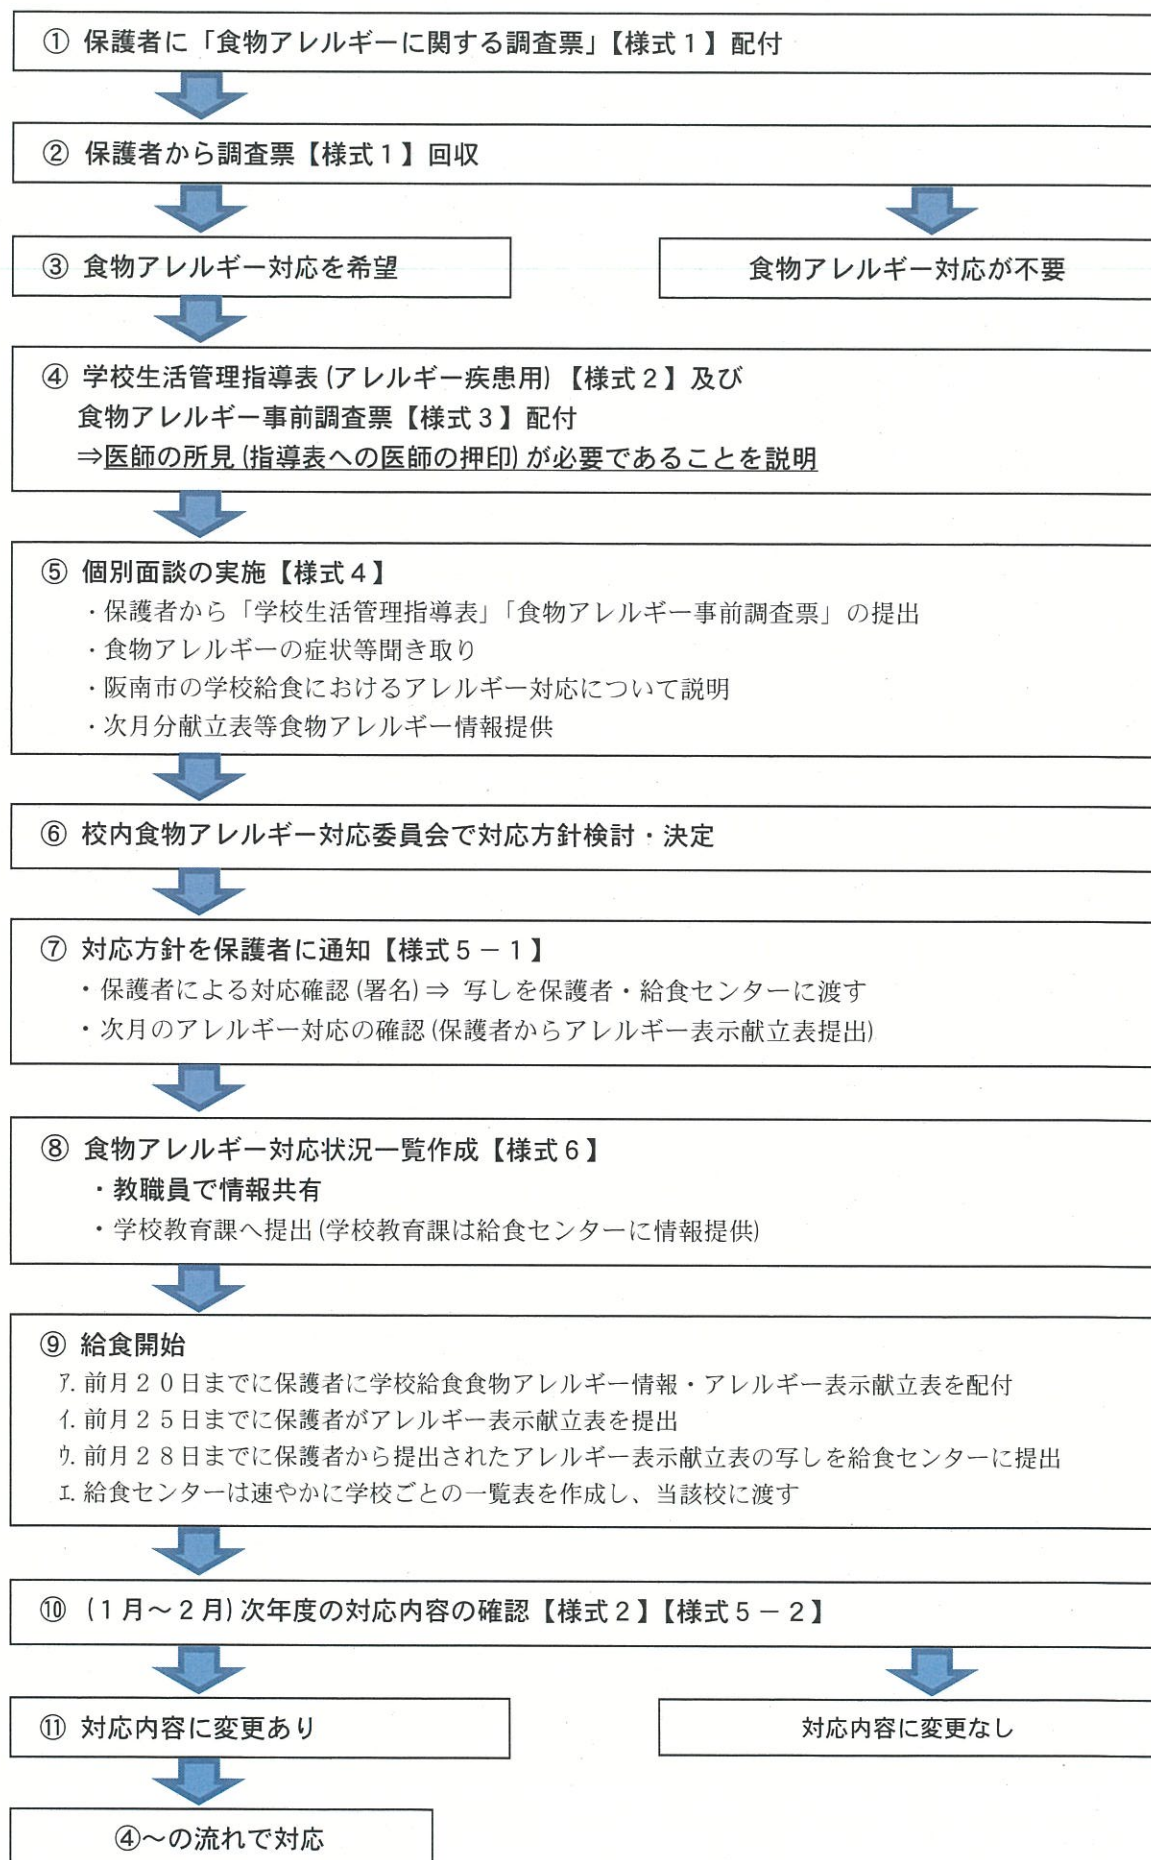 ① 保護者に「食物アレルギーに関する調査票」【様式1】配付
② 保護者から調査票【様式1】回収
③ 食物アレルギー対応を希望
食物アレルギー対応が不要
④ 学校生活管理指導表(アレルギー疾患用)【様式2】及び
食物アレルギー事前調査票【様式3】配付
⇒医師の所見(指導表への医師の押印)が必要であることを説明
⑤ 個別面談の実施【様式4】
・保護者から「学校生活管理指導表」「食物アレルギー事前調査票」の提出
・食物アレルギーの症状等聞き取り
・阪南市の学校給食におけるアレルギー対応について説明
・次月分献立表等食物アレルギー情報提供
⑥ 校内食物アレルギー対応委員会で対応方針検討・決定
⑦ 対応方針を保護者に通知【様式5－1】
・保護者による対応確認(署名)⇒ 写しを保護者・給食センターに渡す
・次月のアレルギー対応の確認(保護者からアレルギー表示献立表提出)
⑧ 食物アレルギー対応状況一覧作成【様式6】
・教職員で情報共有
・学校教育課へ提出(学校教育課は給食センターに情報提供)
⑨ 給食開始
ｱ. 前月２０日までに保護者に学校給食食物アレルギー情報・アレルギー表示献立表を配付
ｲ. 前月２５日までに保護者がアレルギー表示献立表を提出
ｳ. 前月２８日までに保護者から提出されたアレルギー表示献立表の写しを給食センターに提出
ｴ. 給食センターは速やかに学校ごとの一覧表を作成し、当該校に渡す
⑩ (1月～2月)次年度の対応内容の確認【様式2】【様式5－2】
⑪ 対応内容に変更あり
対応内容に変更なし
④～の流れで対応